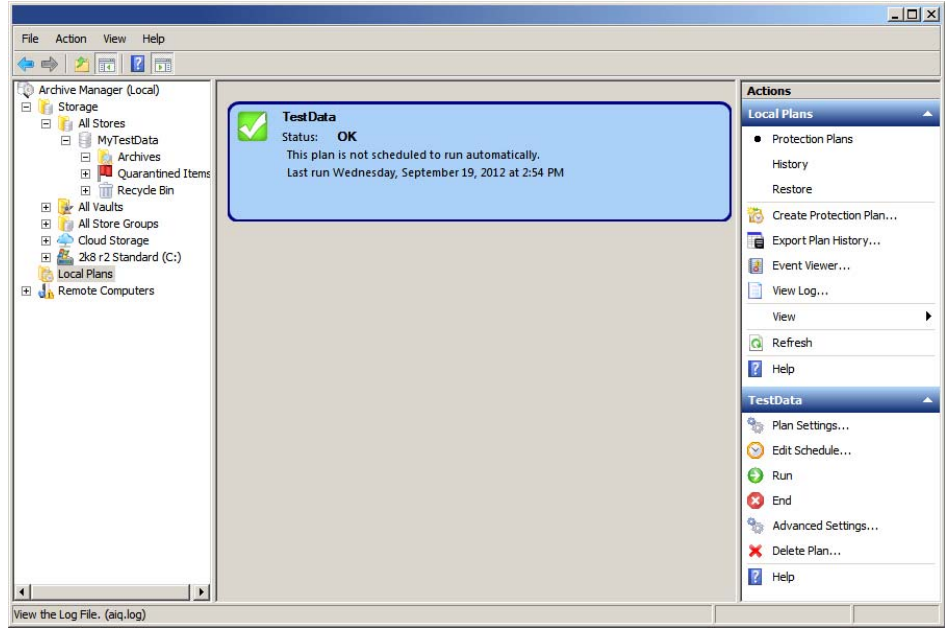 File Action View Help
Archive Manager (Local)
Storage
All Stores
MyTestData
Archives
Quarantined Items
Recycle Bin
All Vaults
All Store Groups
Cloud Storage
2k8 r2 Standard (C:)
Local Plans
Remote Computers
TestData
Status: OK
This plan is not scheduled to run automatically.
Last run Wednesday, September 19, 2012 at 2:54 PM
Actions
Local Plans
Protection Plans
History
Restore
Create Protection Plan...
Export Plan History...
Event Viewer...
View Log...
View
Refresh
Help
TestData
Plan Settings...
Edit Schedule...
Run
End
Advanced Settings...
Delete Plan...
Help
View the Log File. (aiq.log)